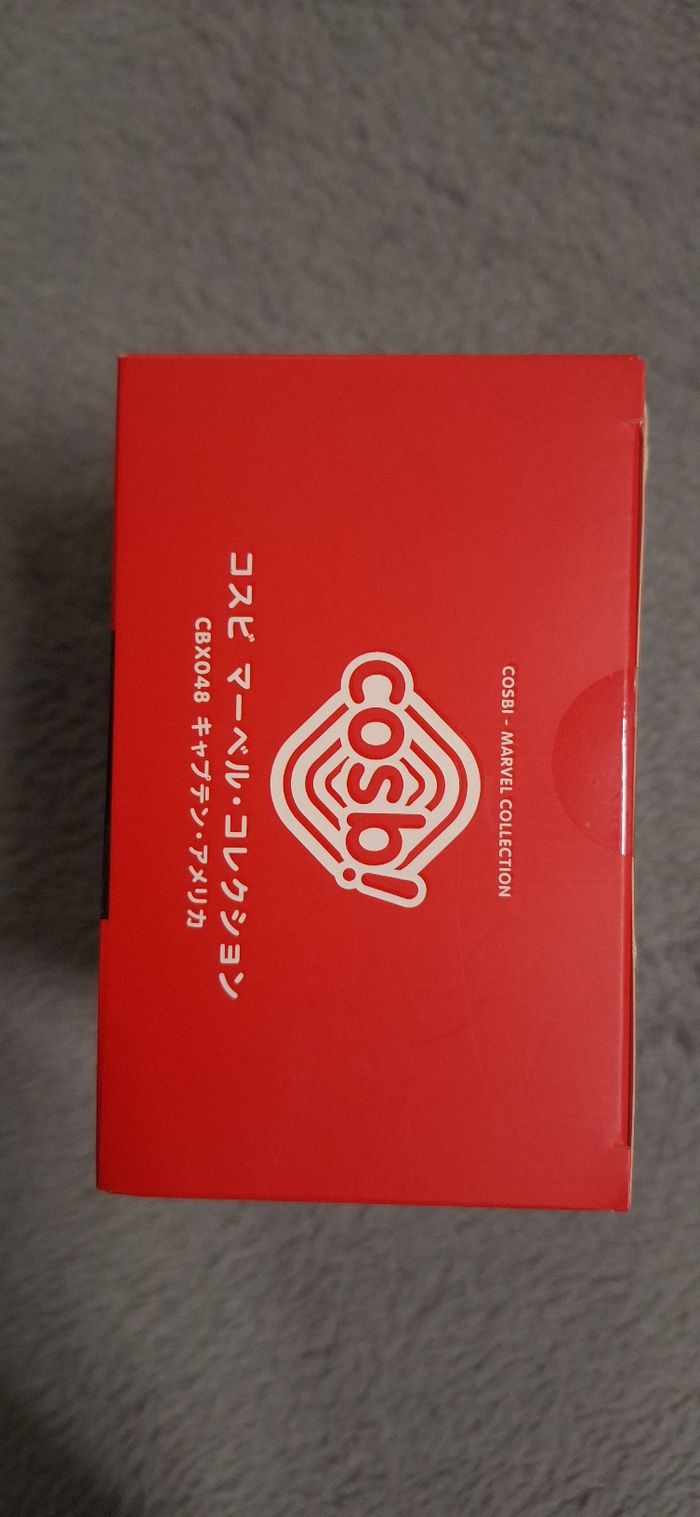 COSBI - MARVEL COLLECTION
cosbi
コスビ マーベル・コレクション
CBX048 キャプテン・アメリカ